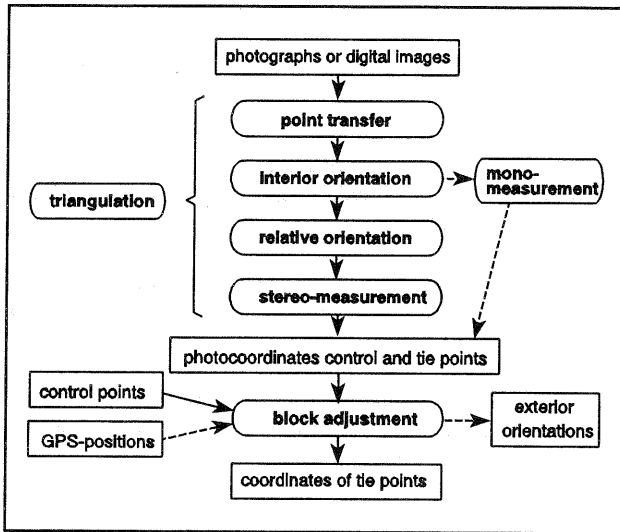 photographs or digital images
point transfer
interior orientation
mono-
measurement
triangulation
relative orientation
stereo-measurement
photocoordinates control and tie points
control points
block adjustment
exterior
orientations
GPS-positions
coordinates of tie points